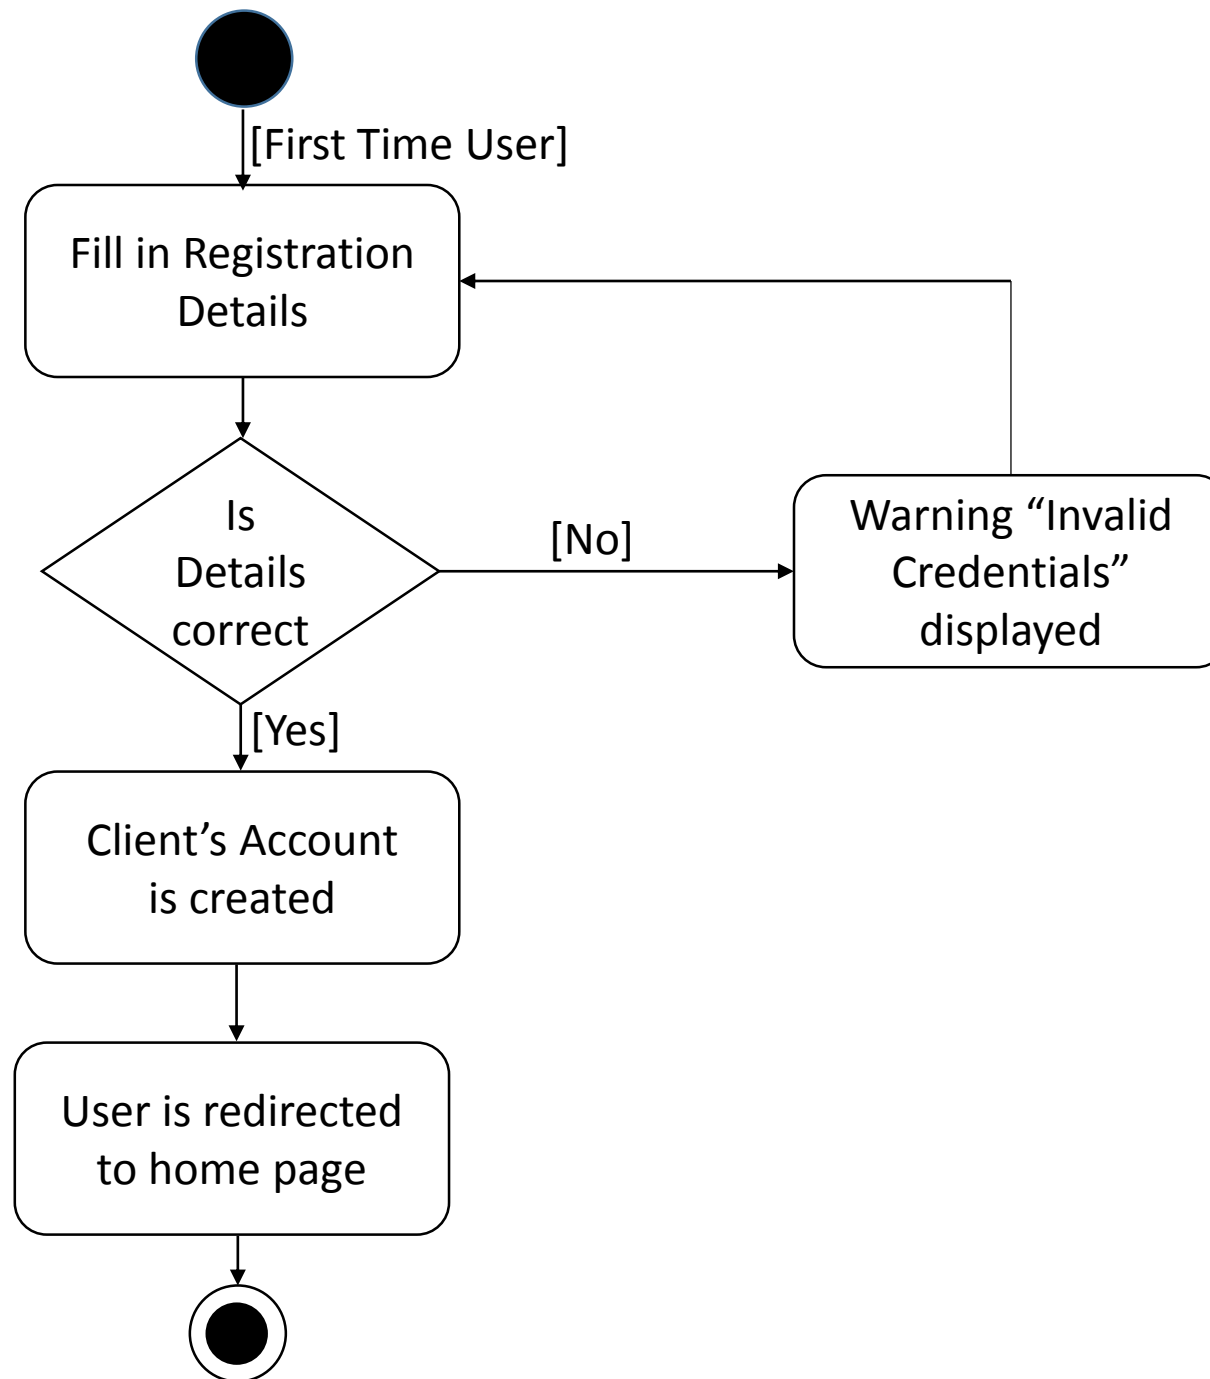 [First Time User]
Fill in Registration
Details
Is
Details
correct
[No]
Warning “Invalid
Credentials”
displayed
[Yes]
Client’s Account
is created
User is redirected
to home page